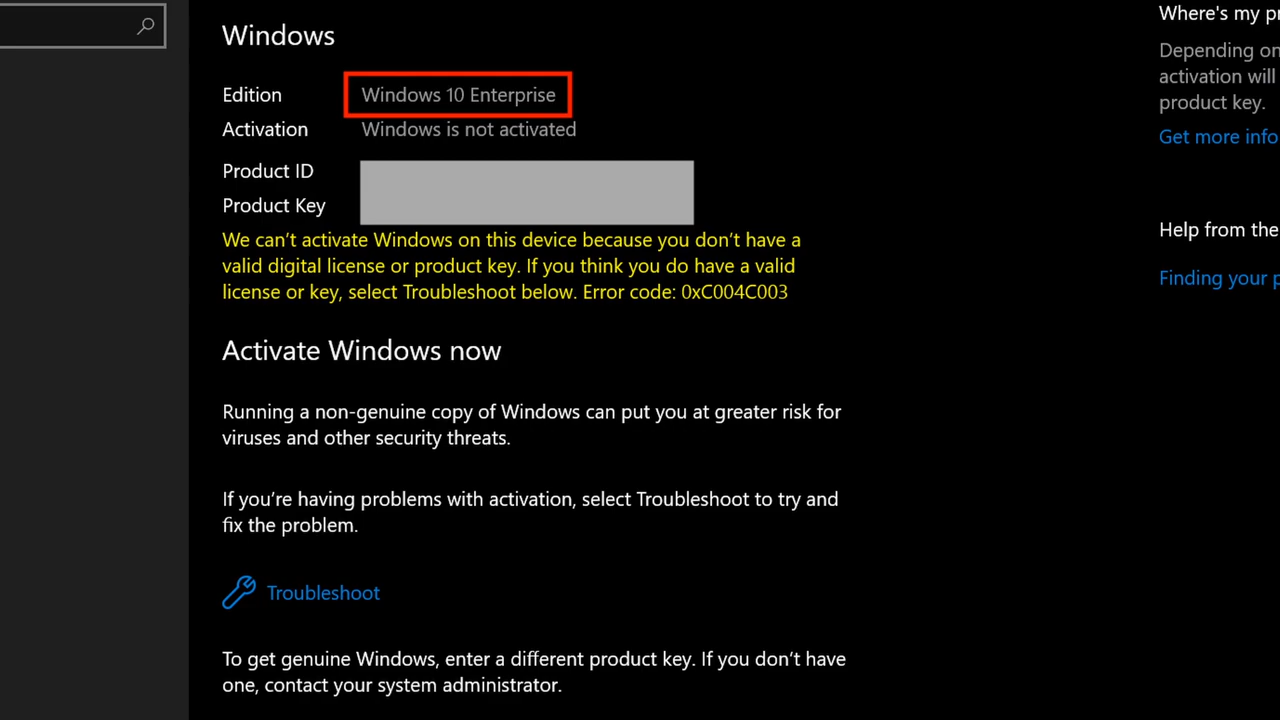 Windows
Edition
Windows 10 Enterprise
Activation
Windows is not activated
Product ID
Product Key
We can't activate Windows on this device because you don't have a
valid digital license or product key. If you think you do have a valid
license or key, select Troubleshoot below. Error code: 0xC004C003
Activate Windows now
Running a non-genuine copy of Windows can put you at greater risk for
viruses and other security threats.
If you're having problems with activation, select Troubleshoot to try and
fix the problem.
Troubleshoot
To get genuine Windows, enter a different product key. If you don't have
one, contact your system administrator.
Where's my
Depending on
activation will
product key.
Get more info
Help from the
Finding your